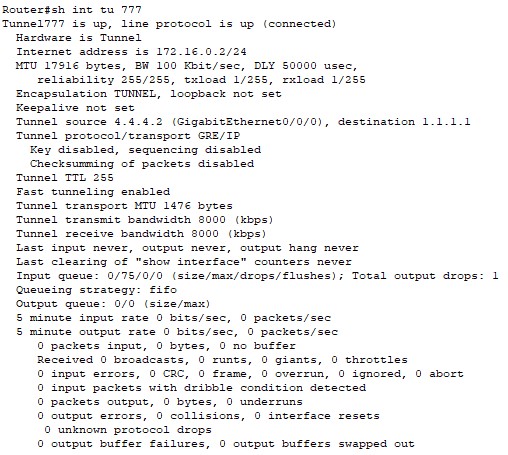 Router#sh int tu 777
Tunnel777 is up, line protocol is up (connected)
Hardware is Tunnel
Internet address is 172.16.0.2/24
MTU 17916 bytes, BW 100 Kbit/sec, DLY 50000 usec,
reliability 255/255, txload 1/255, rxload 1/255
Encapsulation TUNNEL, loopback not set
Keepalive not set
Tunnel source 4.4.4.2 (GigabitEthernet0/0/0), destination 1.1.1.1
Tunnel protocol/transport GRE/IP
Key disabled, sequencing disabled
Checksumming of packets disabled
Tunnel TTL 255
Fast tunneling enabled
Tunnel transport MTU 1476 bytes
Tunnel transmit bandwidth 8000 (kbps)
Tunnel receive bandwidth 8000 (kbps)
Last input never, output never, output hang never
Last clearing of "show interface" counters never
Input queue: 0/75/0/0 (size/max/drops/flushes); Total output drops: 1
Queueing strategy: fifo
Output queue: 0/0 (size/max)
5 minute input rate 0 bits/sec, 0 packets/sec
5 minute output rate 0 bits/sec, 0 packets/sec
0 packets input, 0 bytes, 0 no buffer
Received 0 broadcasts, 0 runts, 0 giants, 0 throttles
0 input errors, 0 CRC, 0 frame, 0 overrun, 0 ignored, 0 abort
0 input packets with dribble condition detected
0 packets output, 0 bytes, 0 underruns
0 output errors, 0 collisions, 0 interface resets
0 unknown protocol drops
0 output buffer failures, 0 output buffers swapped out